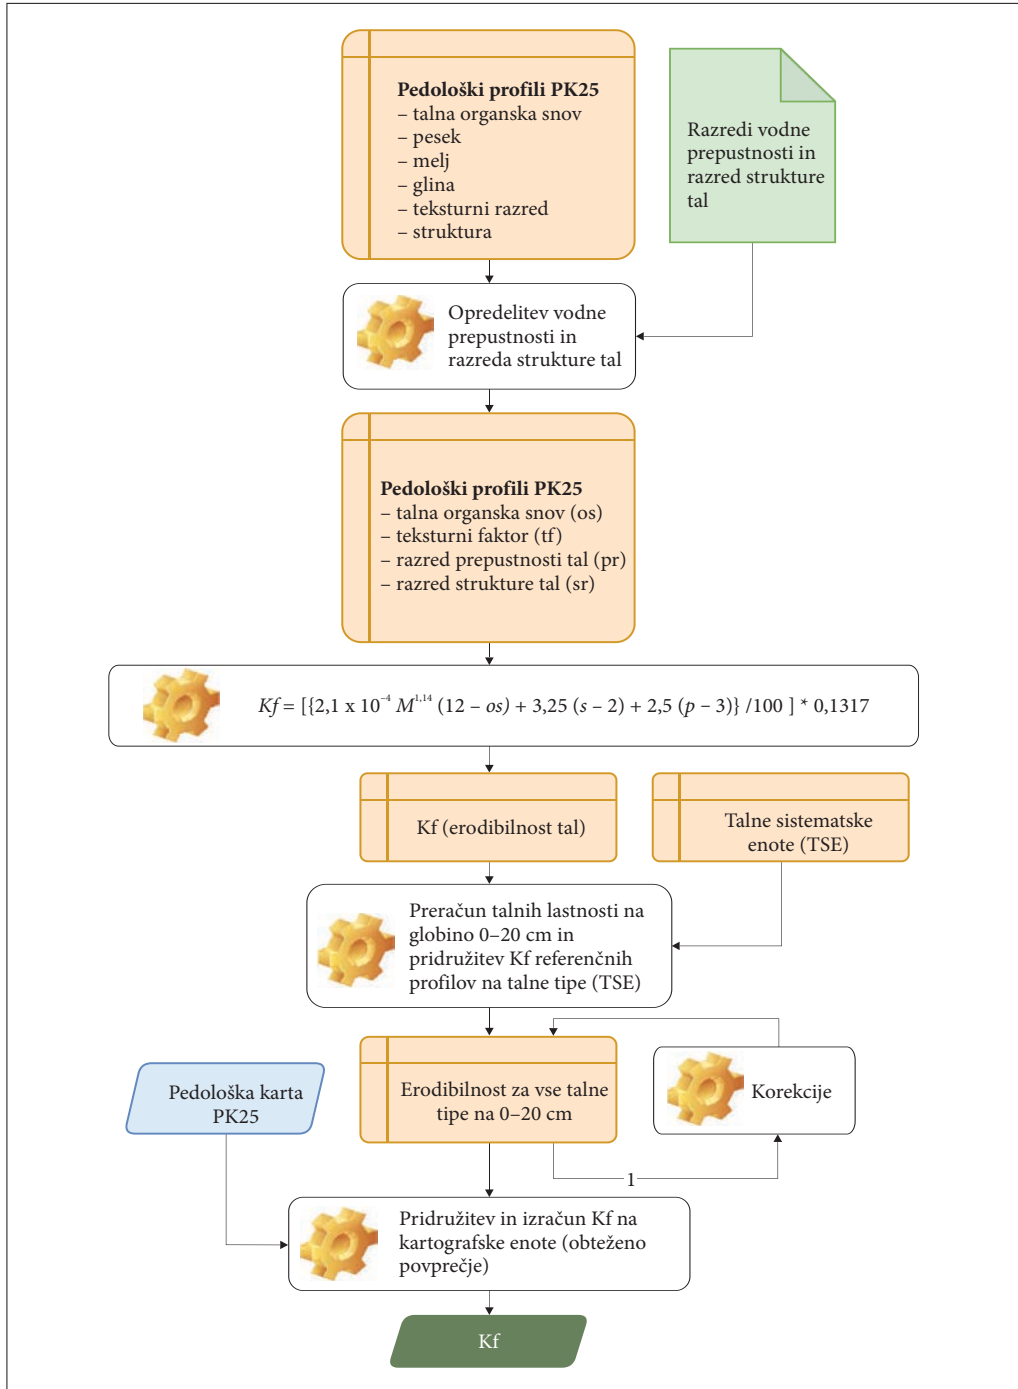 Pedološki profili PK25
– talna organska snov
– pesek
– melj
– glina
– teksturni razred
– struktura
Razredi vodne
prepustnosti in
razred strukture
tal
Opredelitev vodne
prepustnosti in
razreda strukture tal
Pedološki profili PK25
– talna organska snov (os)
– teksturni faktor (tf)
– razred prepustnosti tal (pr)
– razred strukture tal (sr)
Kf = [{2,1 x 10⁻⁴ M¹,¹⁴ (12 – os) + 3,25 (s – 2) + 2,5 (p – 3)} /100 ] * 0,1317
Kf (erodibilnost tal)
Talne sistematske
enote (TSE)
Preračun talnih lastnosti na
globino 0–20 cm in
pridružitev Kf referenčnih
profilov na talne tipe (TSE)
Erodibilnost za vse talne
tipe na 0–20 cm
Korekcije
Pedološka karta
PK25
1
Pridružitev in izračun Kf na
kartografske enote (obteženo
povprečje)
Kf